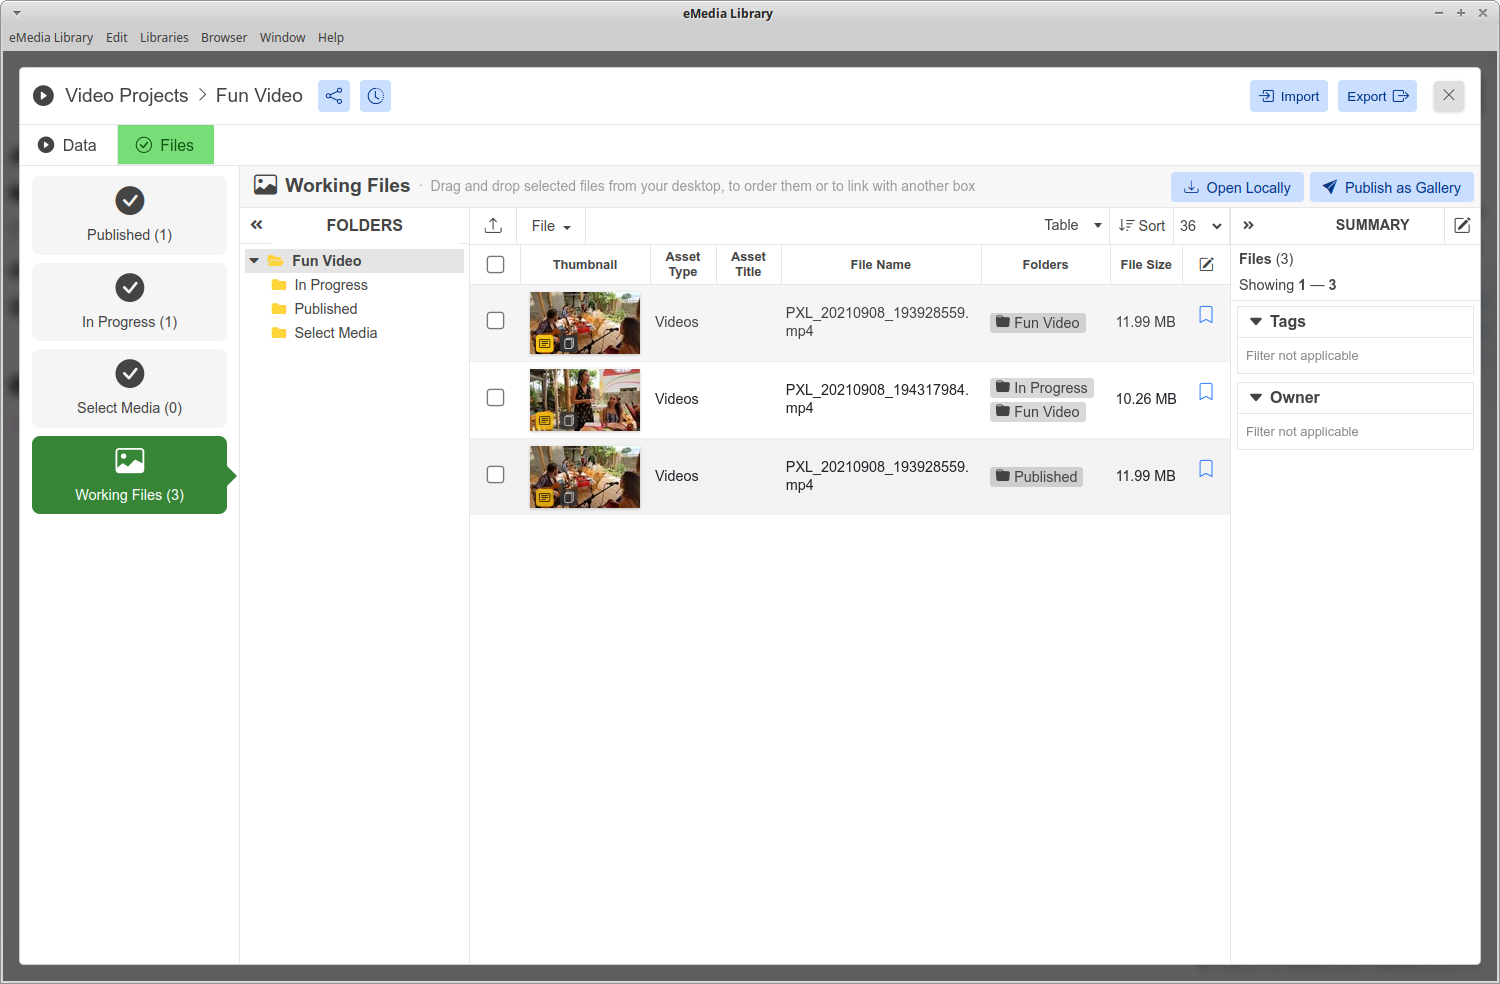 eMedia Library
eMedia Library Edit Libraries Browser Window Help
Video Projects > Fun Video
Import
Export
Data
Files
Published (1)
In Progress (1)
Select Media (0)
Working Files (3)
Working Files · Drag and drop selected files from your desktop, to order them or to link with another box
Open Locally
Publish as Gallery
FOLDERS
Fun Video
In Progress
Published
Select Media
File
Table
Sort
36
Thumbnail
Asset
Type
Asset
Title
File Name
Folders
File Size
Videos
PXL_20210908_193928559.
mp4
Fun Video
11.99 MB
Videos
PXL_20210908_194317984.
mp4
In Progress
Fun Video
10.26 MB
Videos
PXL_20210908_193928559.
mp4
Published
11.99 MB
SUMMARY
Files (3)
Showing 1 — 3
Tags
Filter not applicable
Owner
Filter not applicable